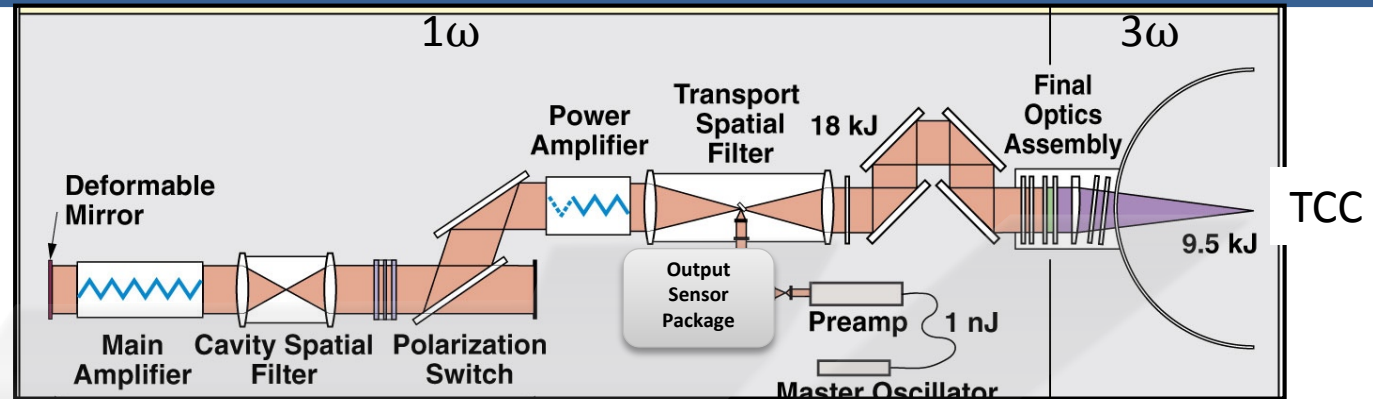 1ω
3ω
Final
Optics
Assembly
Transport
Spatial
Filter
18 kJ
Power
Amplifier
Deformable
Mirror
TCC
9.5 kJ
Output
Sensor
Package
Preamp
1 nJ
Main
Amplifier
Cavity Spatial
Filter
Polarization
Switch
Master Oscillator